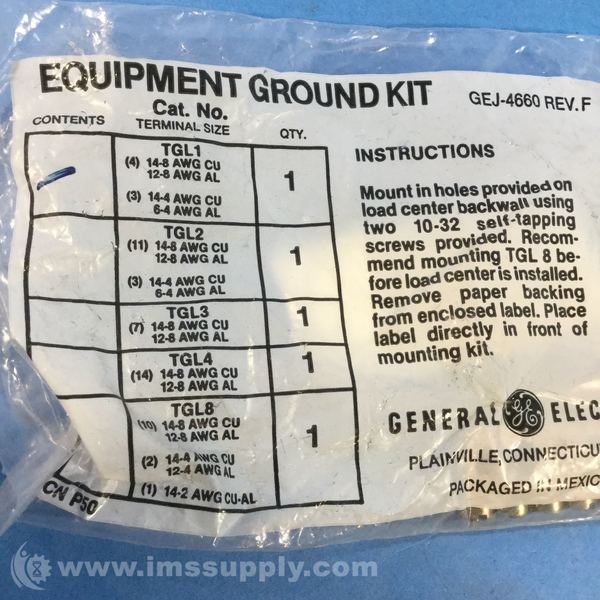 EQUIPMENT GROUND KIT
GEJ-4660 REV.F
CONTENTS
Cat. No.
TERMINAL SIZE
QTY.
TGL1
(4) 14-8 AWG CU
12-8 AWG AL
(3) 14-4 AWG CU
6-4 AWG AL
1
TGL2
(11) 14-8 AWG CU
12-8 AWG AL
(3) 14-4 AWG CU
6-4 AWG AL
1
TGL3
(7) 14-8 AWG CU
12-8 AWG AL
1
TGL4
(14) 14-8 AWG CU
12-8 AWG AL
1
TGL8
(10) 14-8 AWG CU
12-8 AWG AL
(2) 14-4 AWG CU
12-4 AWG AL
(1) 14-2 AWG CU-AL
1
CN P50
INSTRUCTIONS
Mount in holes provided on
load center backwall using
two 10-32 self-tapping
screws provided. Recom-
mend mounting TGL 8 be-
fore load center is installed.
Remove paper backing
from enclosed label. Place
label directly in front of
mounting kit.
GENERAL GE ELEC
PLAINVILLE, CONNECTICU
PACKAGED IN MEXIC
www.imssupply.com